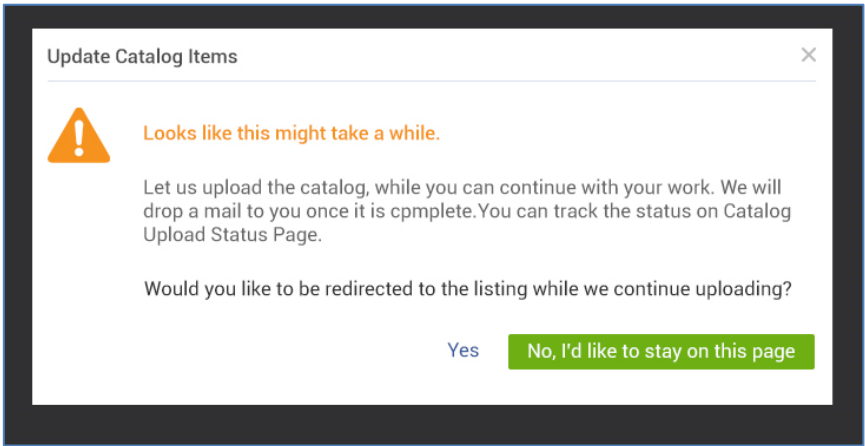 Update Catalog Items
Looks like this might take a while.
Let us upload the catalog, while you can continue with your work. We will
drop a mail to you once it is cpmplete.You can track the status on Catalog
Upload Status Page.
Would you like to be redirected to the listing while we continue uploading?
Yes No, I'd like to stay on this page